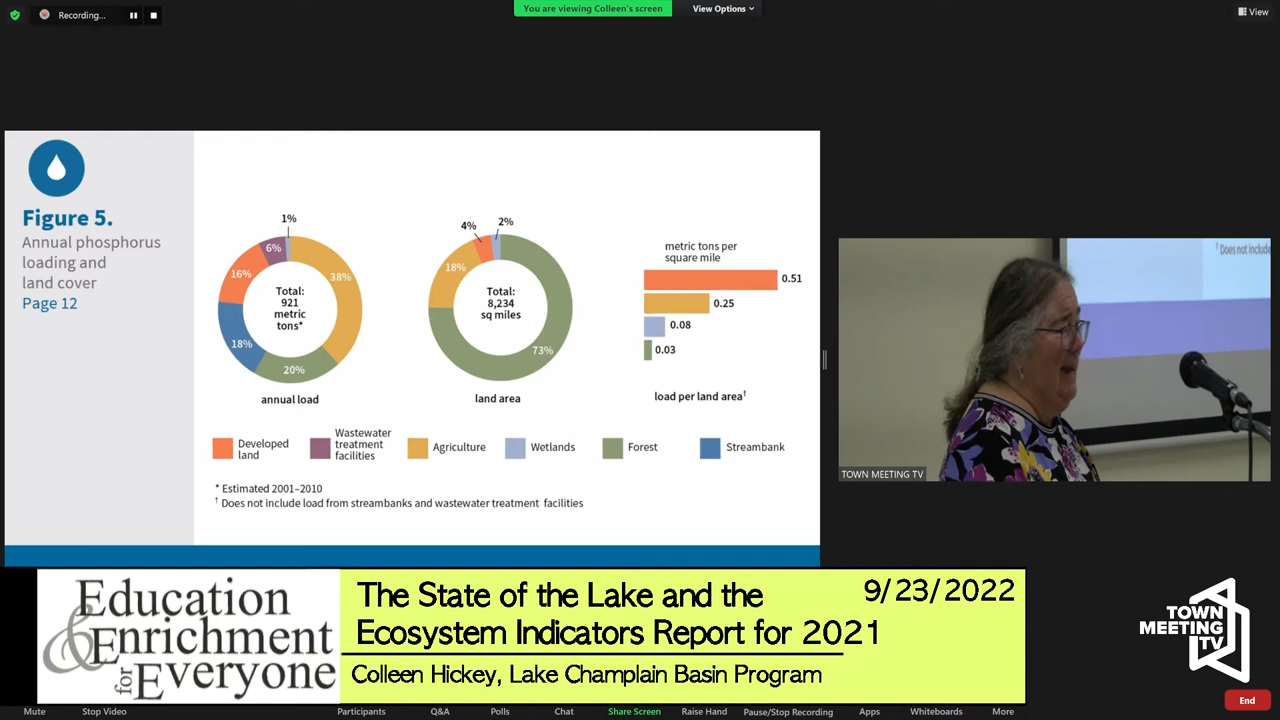 Recording...
You are viewing Colleen's screen
View Options
View
Figure 5.
Annual phosphorus
loading and
land cover
Page 12
1%
6%
16%
38%
18%
20%
Total:
921
metric
tons*
annual load
4%
2%
18%
73%
Total:
8,234
sq miles
land area
metric tons per
square mile
0.51
0.25
0.08
0.03
load per land area†
Developed
land
Wastewater
treatment
facilities
Agriculture
Wetlands
Forest
Streambank
* Estimated 2001–2010
† Does not include load from streambanks and wastewater treatment facilities
† Does not include
TOWN MEETING TV
Education
& Enrichment
for Everyone
The State of the Lake and the
Ecosystem Indicators Report for 2021
9/23/2022
Colleen Hickey, Lake Champlain Basin Program
TOWN
MEETING
TV
End
Mute
Stop Video
Participants
Q&A
Polls
Chat
Share Screen
Raise Hand
Pause/Stop Recording
Apps
Whiteboards
More